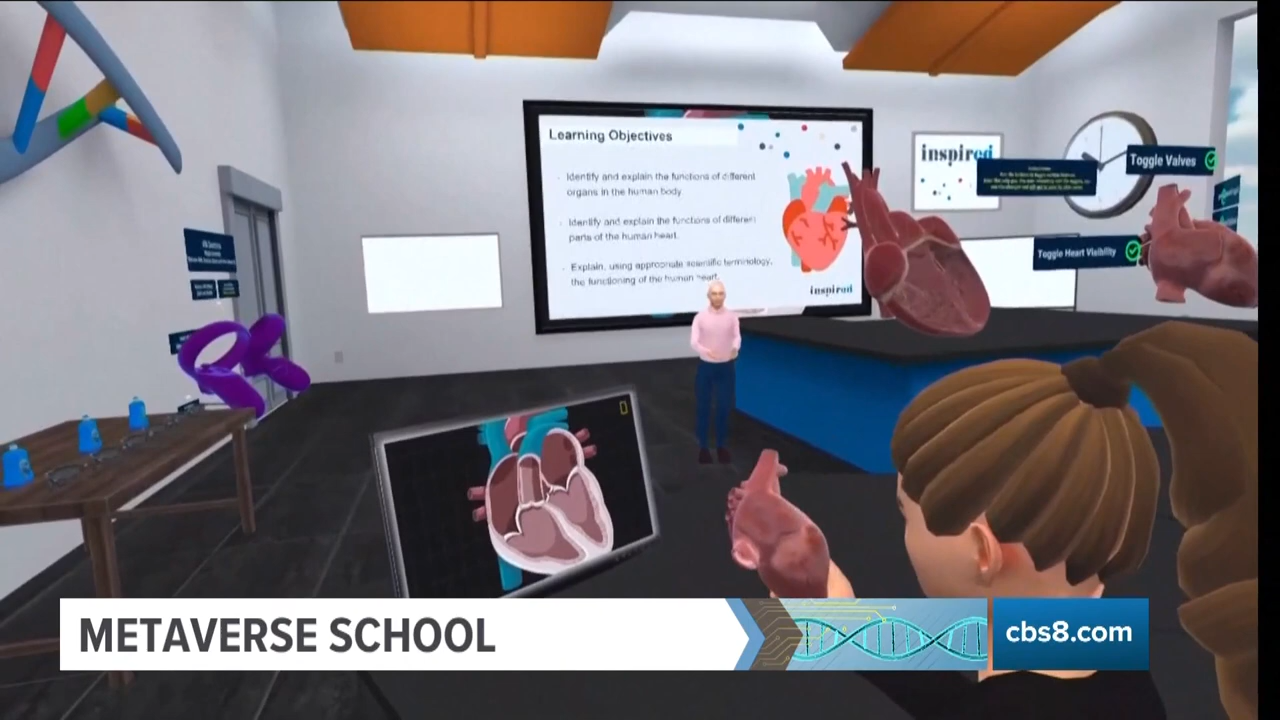 Learning Objectives
Identify and explain the functions of different
organs in the human body
Identify and explain the functions of different
parts of the human heart.
Explain, using appropriate scientific terminology,
the functioning of the human heart.
inspired
inspired
Toggle Valves
Toggle Heart Visibility
METAVERSE SCHOOL
cbs8.com